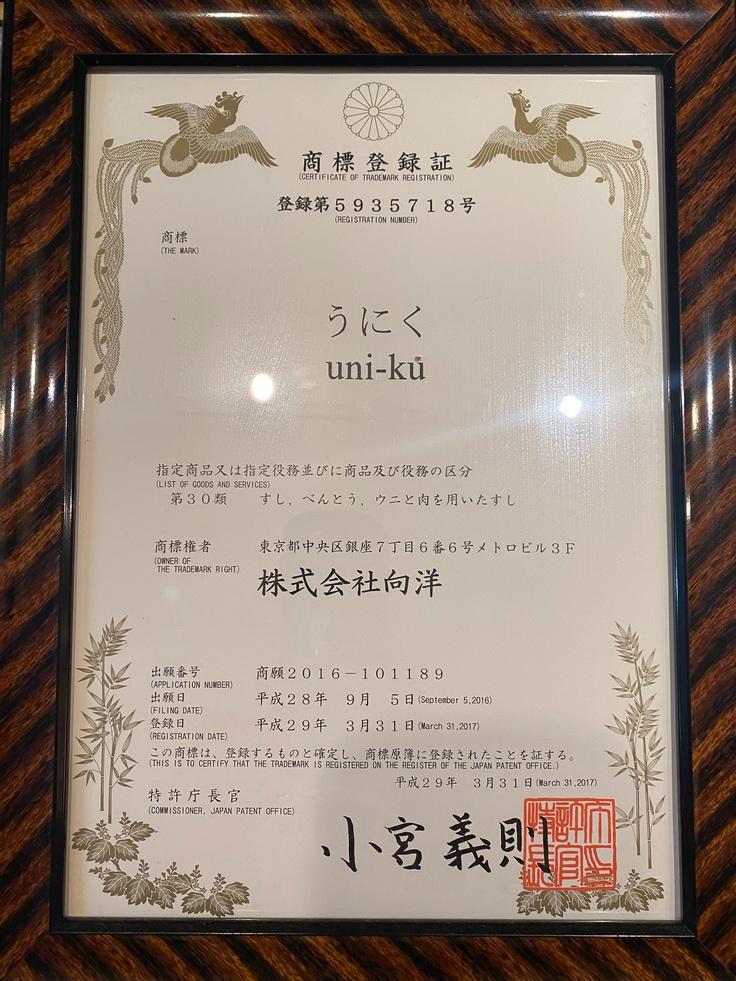 商標登録証
(CERTIFICATE OF TRADEMARK REGISTRATION)
登録第5935718号
(REGISTRATION NUMBER)
商標
(THE MARK)
うにく
uni-ku
指定商品又は指定役務並びに商品及び役務の区分
(LIST OF GOODS AND SERVICES)
第30類 すし，べんとう，ウニと肉を用いたすし
商標権者 東京都中央区銀座7丁目6番6号メトロビル3F
(OWNER OF THE TRADEMARK RIGHT)
株式会社向洋
出願番号 商願2016-101189
(APPLICATION NUMBER)
出願日 平成28年 9月 5日(September 5,2016)
(FILING DATE)
登録日 平成29年 3月31日(March 31,2017)
(REGISTRATION DATE)
この商標は、登録するものと確定し、商標原簿に登録されたことを証する。
(THIS IS TO CERTIFY THAT THE TRADEMARK IS REGISTERED ON THE REGISTER OF THE JAPAN PATENT OFFICE.)
平成29年 3月31日(March 31,2017)
特許庁長官
(COMMISSIONER, JAPAN PATENT OFFICE)
小宮義則